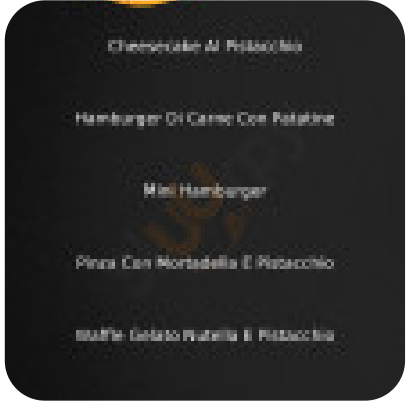 Cheesecake Al Pistacchio
Hamburger Di Carne Con Patatine
Mini Hamburger
Pinza Con Mortadella E Pistacchio
Waffle Gelato Nutella E Pistacchio